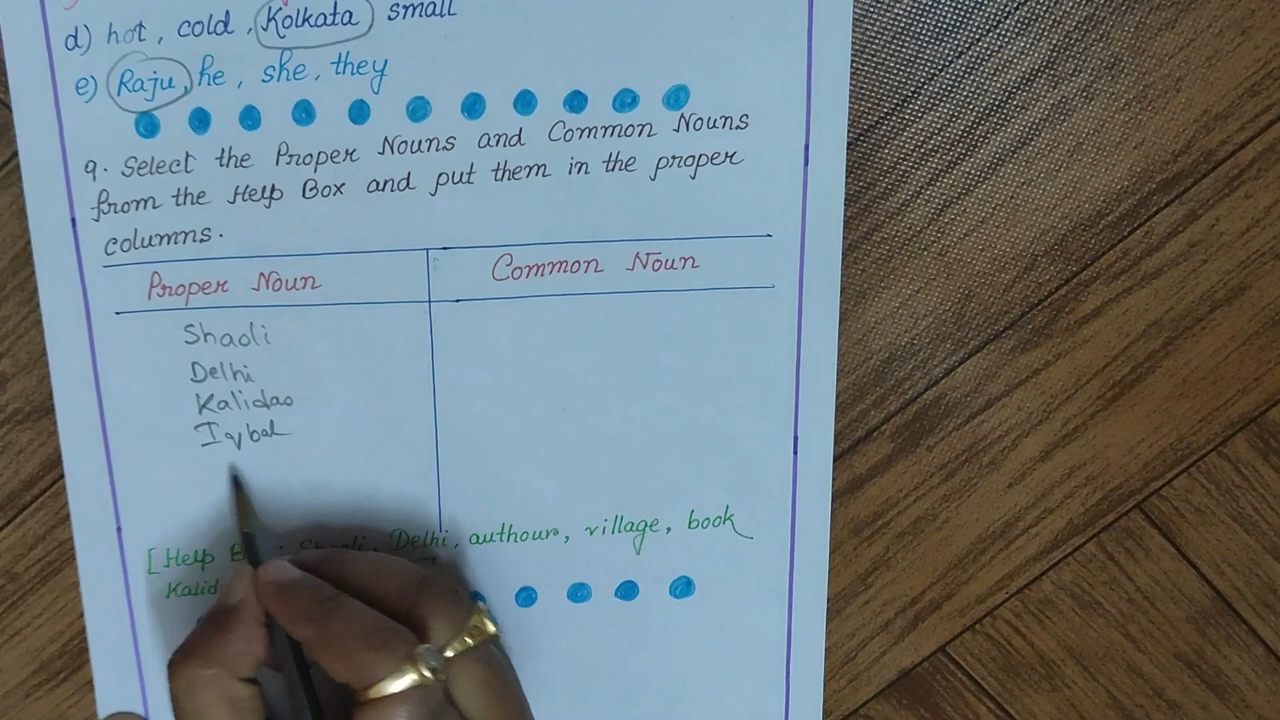 d) hot, cold, Kolkata small
e) Raju, he, she, they
9. Select the Proper Nouns and Common Nouns
from the Help Box and put them in the proper
columns.
Proper Noun Common Noun
Shaoli
Delhi
Kalidas
Iqbal
[Help Delhi, authour, village, book